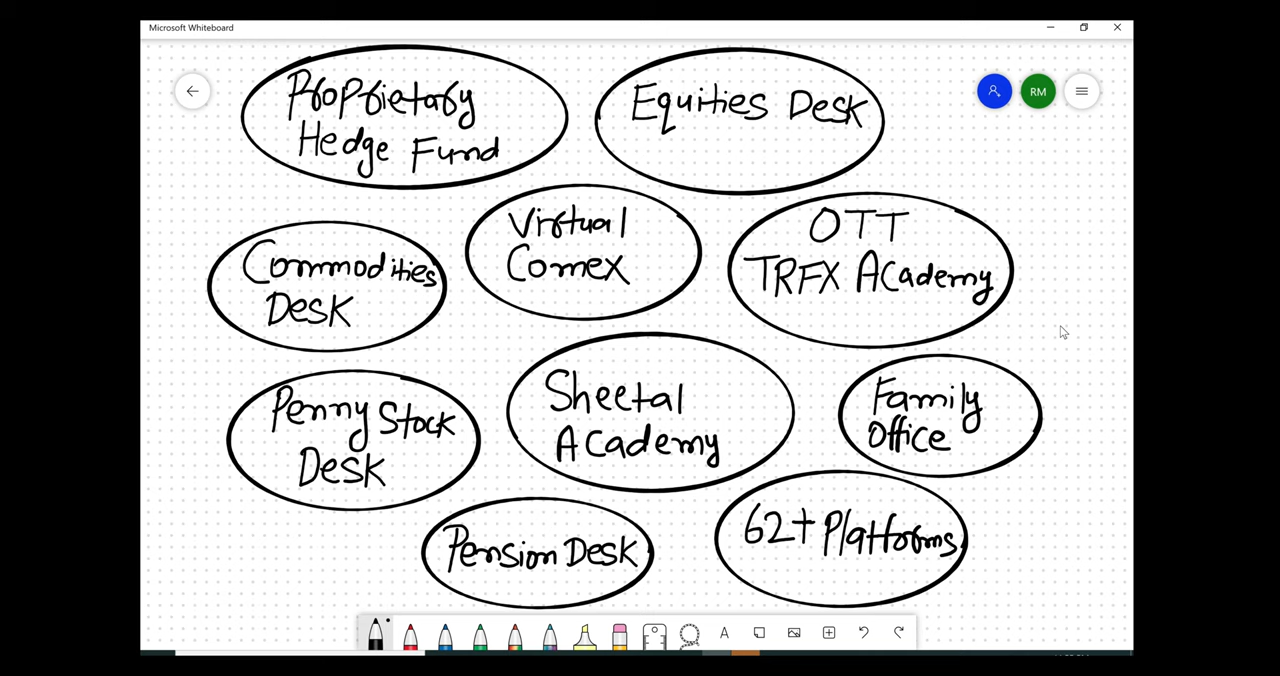 Microsoft Whiteboard
Proprietary
Hedge Fund
Equities Desk
RM
Virtual
Comex
OTT
TRFX Academy
Commodities
Desk
Penny Stock
Desk
Sheetal
Academy
Family
Office
Pension Desk
62+ Platforms
A